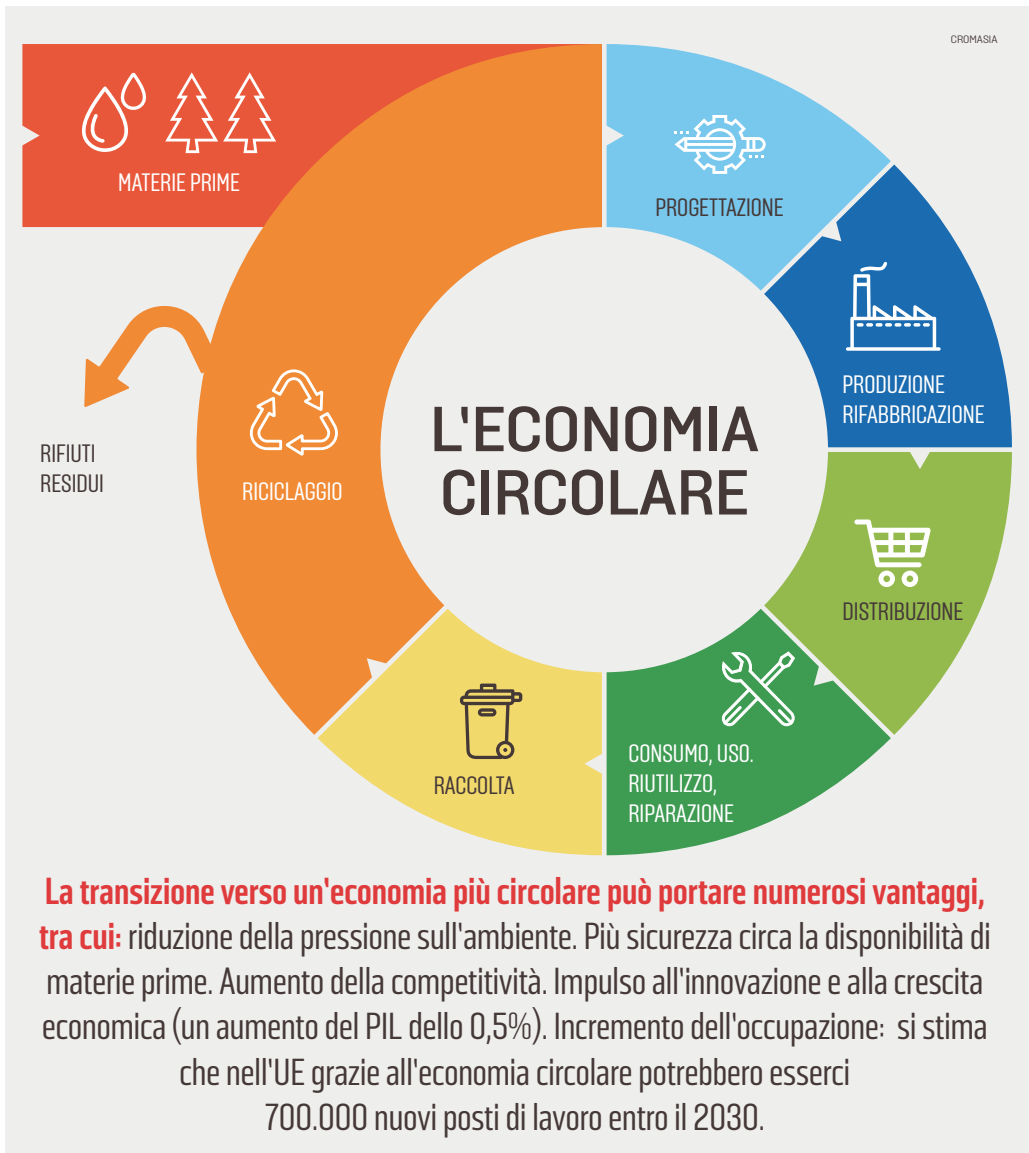 CROMASIA
MATERIE PRIME
PROGETTAZIONE
PRODUZIONE
RIFABBRICAZIONE
DISTRIBUZIONE
CONSUMO, USO.
RIUTILIZZO,
RIPARAZIONE
RACCOLTA
RICICLAGGIO
RIFIUTI
RESIDUI
L'ECONOMIA
CIRCOLARE
La transizione verso un'economia più circolare può portare numerosi vantaggi,
tra cui: riduzione della pressione sull'ambiente. Più sicurezza circa la disponibilità di
materie prime. Aumento della competitività. Impulso all'innovazione e alla crescita
economica (un aumento del PIL dello 0,5%). Incremento dell'occupazione: si stima
che nell'UE grazie all'economia circolare potrebbero esserci
700.000 nuovi posti di lavoro entro il 2030.